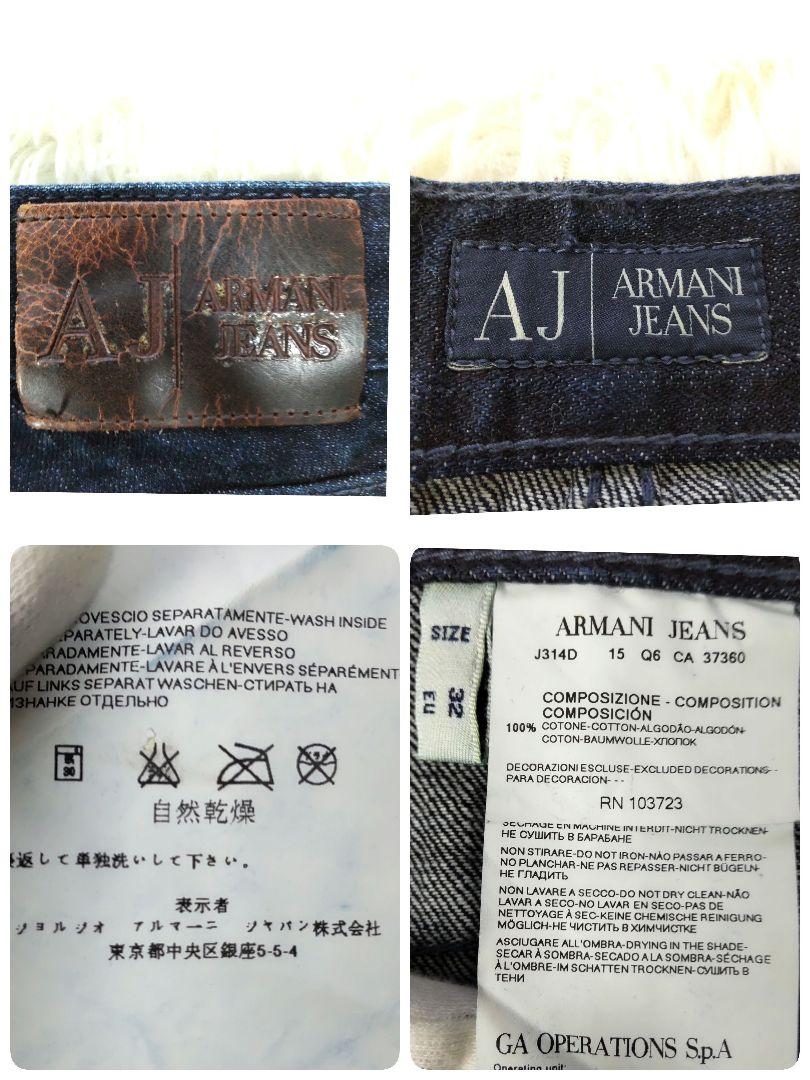 AJ
ARMANI
JEANS
AJ
ARMANI
JEANS
OVESCIO SEPARATAMENTE-WASH INSIDE
SEPARATELY-LAVAR DO AVESSO
LAVAR AL REVERSO
LAVARE À L'ENVERS SÉPARÉMENT
AUF LINKS SEPARAT WASCHEN-СТИРАТЬ НА
ИЗНАНКЕ ОТДЕЛЬНО
30
自然乾燥
返して単独洗いして下さい。
表示者
ジョルジオ アルマーニ ジャパン株式会社
東京都中央区銀座5-5-4
SIZE
32
EU
ARMANI JEANS
J314D 15 Q6 CA 37360
COMPOSIZIONE - COMPOSITION
COMPOSICIÓN
100% COTONE-COTTON-ALGODÃO-ALGODÓN-
COTON-BAUMWOLLE-ХЛОПОК
DECORAZIONI ESCLUSE-EXCLUDED DECORATIONS--
PARA DECORACION- - -
RN 103723
SÉCHAGE EN MACHINE INTERDIT-NICHT TROCKNEN-
НЕ СУШИТЬ В БАРАБАНЕ
NON STIRARE-DO NOT IRON-NÃO PASSAR A FERRO-
NO PLANCHAR-NE PAS REPASSER-NICHT BÜGELN-
НЕ ГЛАДИТЬ
NON LAVARE A SECCO-DO NOT DRY CLEAN-NÃO
LAVAR A SECO-NO LAVAR EN SECO-PAS DE
NETTOYAGE À SEC-KEINE CHEMISCHE REINIGUNG
MÖGLICH-НЕ ЧИСТИТЬ В ХИМЧИСТКЕ
ASCIUGARE ALL'OMBRA-DRYING IN THE SHADE-
SECAR À SOMBRA-SECADO A LA SOMBRA-SÉCHAGE
À L'OMBRE-IM SCHATTEN TROCKNEN-СУШИТЬ В
ТЕНИ
GA OPERATIONS S.p.A
Operating unit: